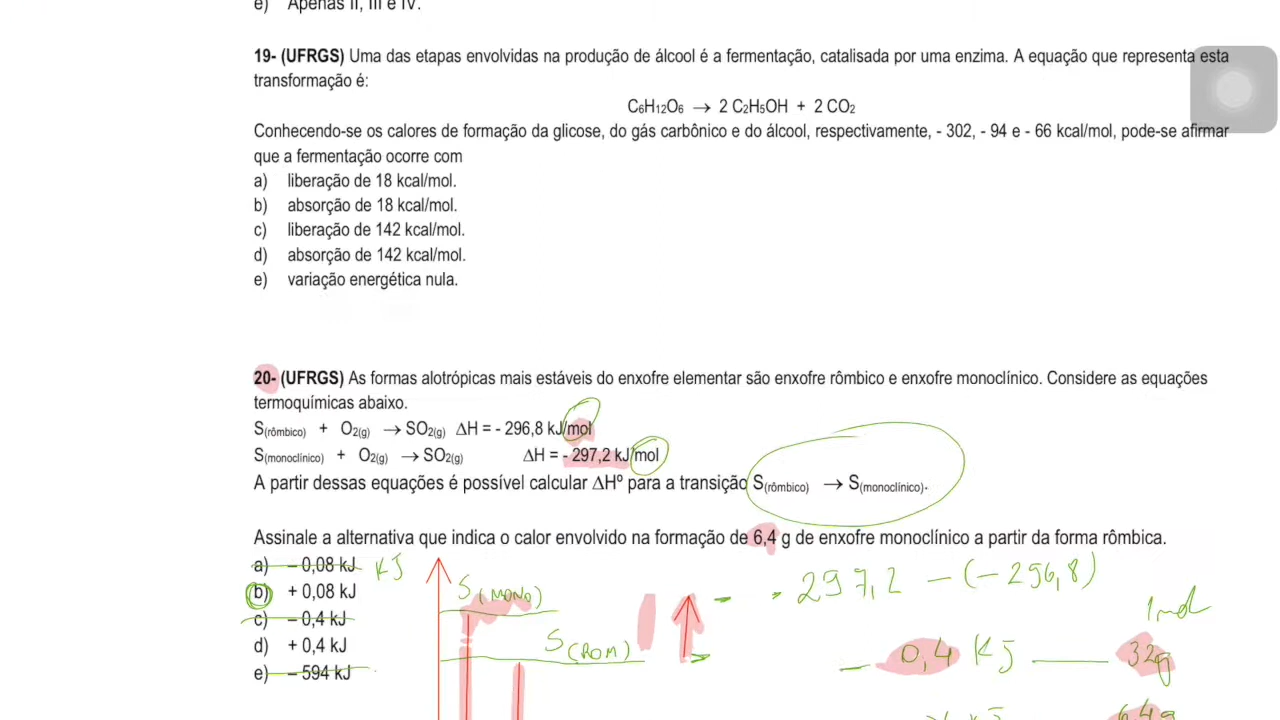 e) Apenas II, III e IV.
19- (UFRGS) Uma das etapas envolvidas na produção de álcool é a fermentação, catalisada por uma enzima. A equação que representa esta
transformação é:
C₆H₁₂O₆ → 2 C₂H₅OH + 2 CO₂
Conhecendo-se os calores de formação da glicose, do gás carbônico e do álcool, respectivamente, - 302, - 94 e - 66 kcal/mol, pode-se afirmar
que a fermentação ocorre com
a) liberação de 18 kcal/mol.
b) absorção de 18 kcal/mol.
c) liberação de 142 kcal/mol.
d) absorção de 142 kcal/mol.
e) variação energética nula.
20- (UFRGS) As formas alotrópicas mais estáveis do enxofre elementar são enxofre rômbico e enxofre monoclínico. Considere as equações
termoquímicas abaixo.
S(rômbico) + O₂(g) → SO₂(g) ΔH = - 296,8 kJ/mol
S(monoclínico) + O₂(g) → SO₂(g) ΔH = - 297,2 kJ/mol
A partir dessas equações é possível calcular ΔHº para a transição S(rômbico) → S(monoclínico).
Assinale a alternativa que indica o calor envolvido na formação de 6,4 g de enxofre monoclínico a partir da forma rômbica.
a) – 0,08 kJ KJ
b) + 0,08 kJ
c) – 0,4 kJ
d) + 0,4 kJ
e) – 594 kJ
S(MONO)
S(ROM)
- 297,2 - (- 296,8)
1mol
- 0,4 KJ —— 32g
6,4g